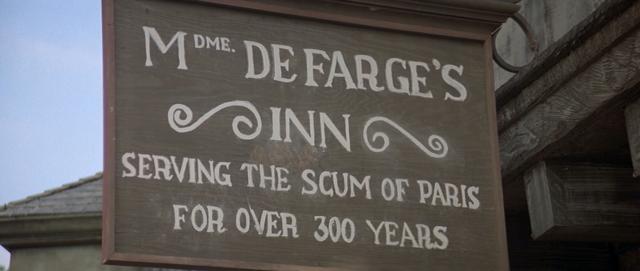 MDME. DEFARGE'S
INN
SERVING THE SCUM OF PARIS
FOR OVER 300 YEARS